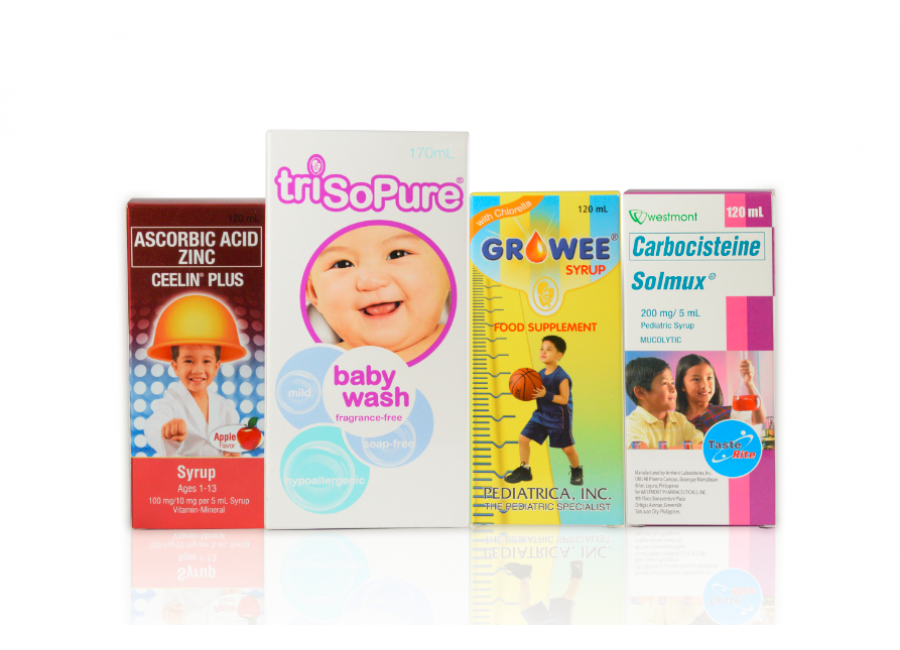 120 mL
ASCORBIC ACID
ZINC
CEELIN® PLUS
Apple
Flavor
Syrup
Ages 1-13
100 mg/10 mg per 5 mL Syrup
Vitamin-Mineral
170mL
triSoPure®
baby
wash
fragrance-free
mild
soap-free
hypoallergenic
with Chlorella
120 mL
GROWEE®
SYRUP
FOOD SUPPLEMENT
PEDIATRICA, INC.
THE PEDIATRIC SPECIALIST
westmont
120 mL
Carbocisteine
Solmux®
200 mg/ 5 mL
Pediatric Syrup
MUCOLYTIC
Taste
Rite